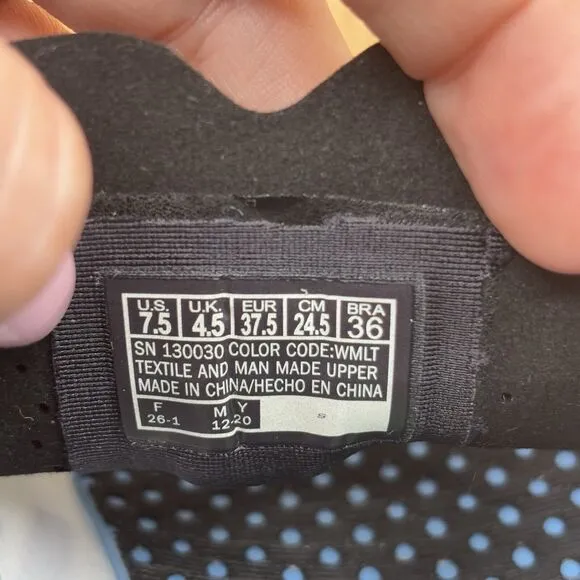 U.S. U.K. EUR CM BRA
7.5 4.5 37.5 24.5 36
SN 130030 COLOR CODE:WMLT
TEXTILE AND MAN MADE UPPER
MADE IN CHINA/HECHO EN CHINA
F M Y
26-1 12-20 S